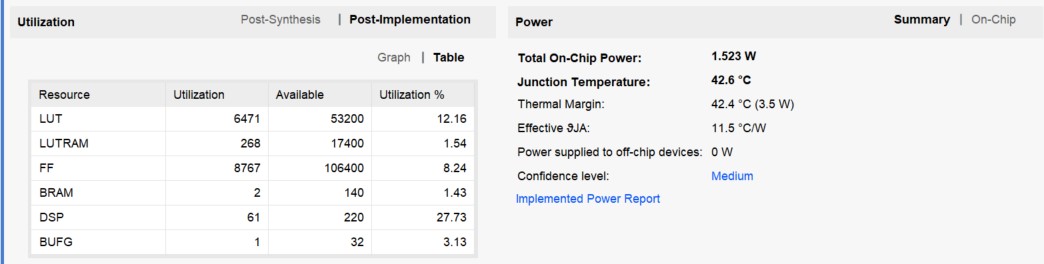 Utilization Post-Synthesis | Post-Implementation
Graph | Table
Resource Utilization Available Utilization %
LUT 6471 53200 12.16
LUTRAM 268 17400 1.54
FF 8767 106400 8.24
BRAM 2 140 1.43
DSP 61 220 27.73
BUFG 1 32 3.13
Power Summary | On-Chip
Total On-Chip Power: 1.523 W
Junction Temperature: 42.6 °C
Thermal Margin: 42.4 °C (3.5 W)
Effective ϑJA: 11.5 °C/W
Power supplied to off-chip devices: 0 W
Confidence level: Medium
Implemented Power Report